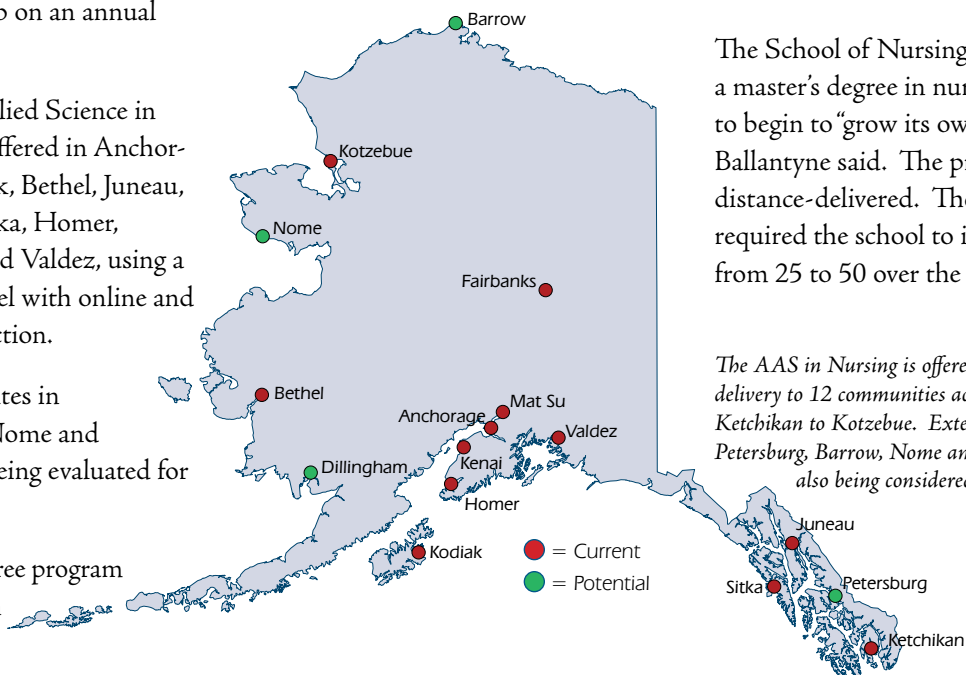 on an annual
lied Science in
ffered in Anchor-
k, Bethel, Juneau,
ka, Homer,
d Valdez, using a
el with online and
ction.
tes in
Nome and
eing evaluated for
ree program
Barrow
Kotzebue
Nome
Fairbanks
Bethel
Mat Su
Anchorage
Valdez
Kenai
Dillingham
Homer
Kodiak
= Current
= Potential
Juneau
Sitka
Petersburg
Ketchikan
The School of Nursing
a master's degree in nur
to begin to “grow its ow
Ballantyne said. The pr
distance-delivered. The
required the school to i
from 25 to 50 over the
The AAS in Nursing is offere
delivery to 12 communities ac
Ketchikan to Kotzebue. Exte
Petersburg, Barrow, Nome an
also being considered